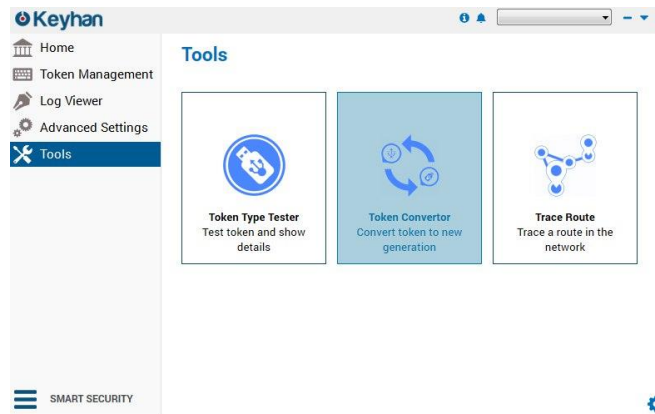 Keyhan
Home
Token Management
Log Viewer
Advanced Settings
Tools
SMART SECURITY
Tools
Token Type Tester
Test token and show
details
Token Convertor
Convert token to new
generation
Trace Route
Trace a route in the
network